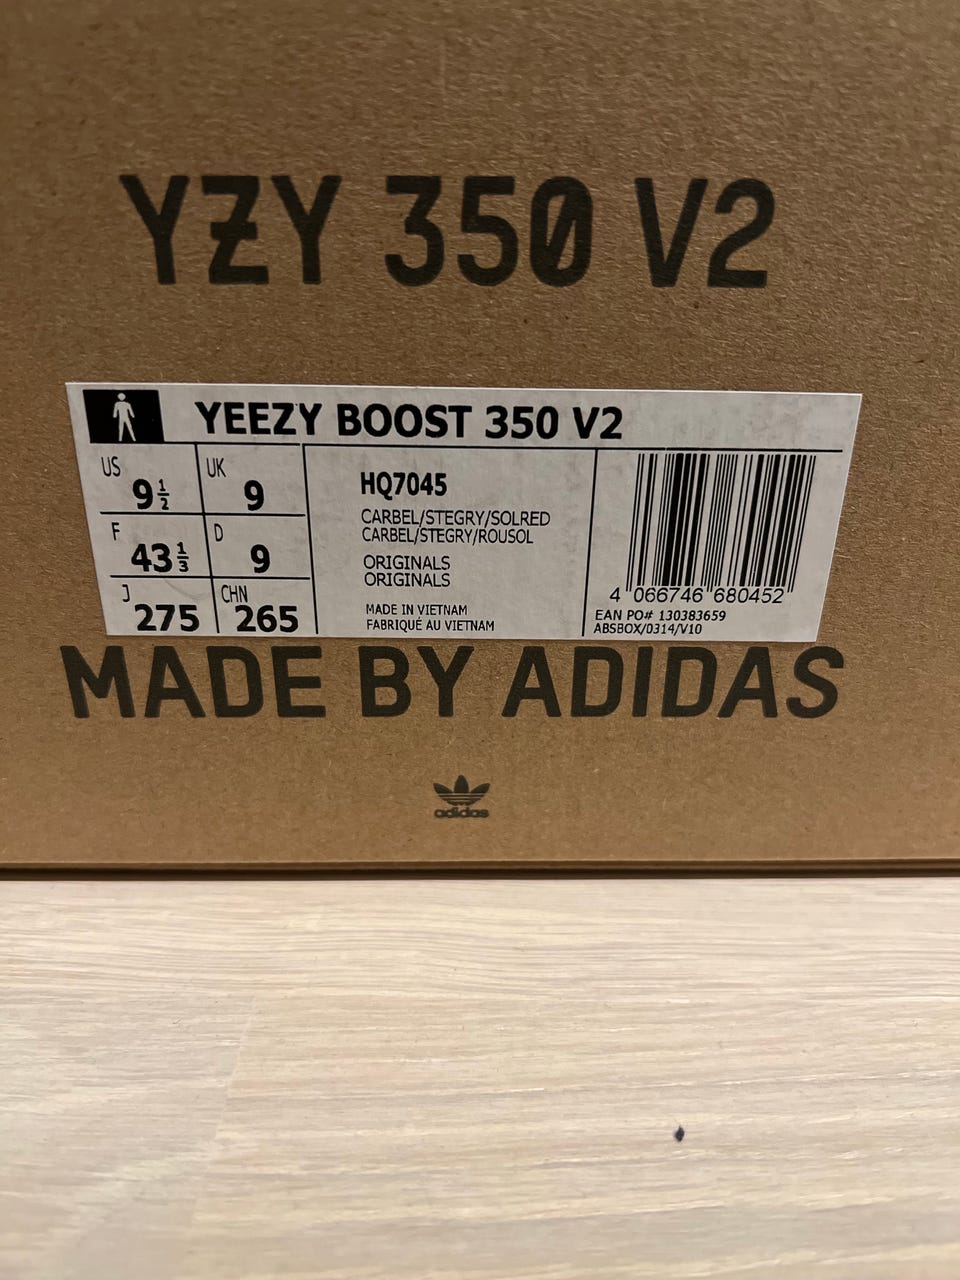 YZY 350 V2
YEEZY BOOST 350 V2
US 9 1/2
UK 9
F 43 1/3
D 9
J 275
CHN 265
HQ7045
CARBEL/STEGRY/SOLRED
CARBEL/STEGRY/ROUSOL
ORIGINALS
ORIGINALS
MADE IN VIETNAM
FABRIQUÉ AU VIETNAM
4 066746 680452
EAN PO# 130383659
ABSBOX/0314/V10
MADE BY ADIDAS
adidas